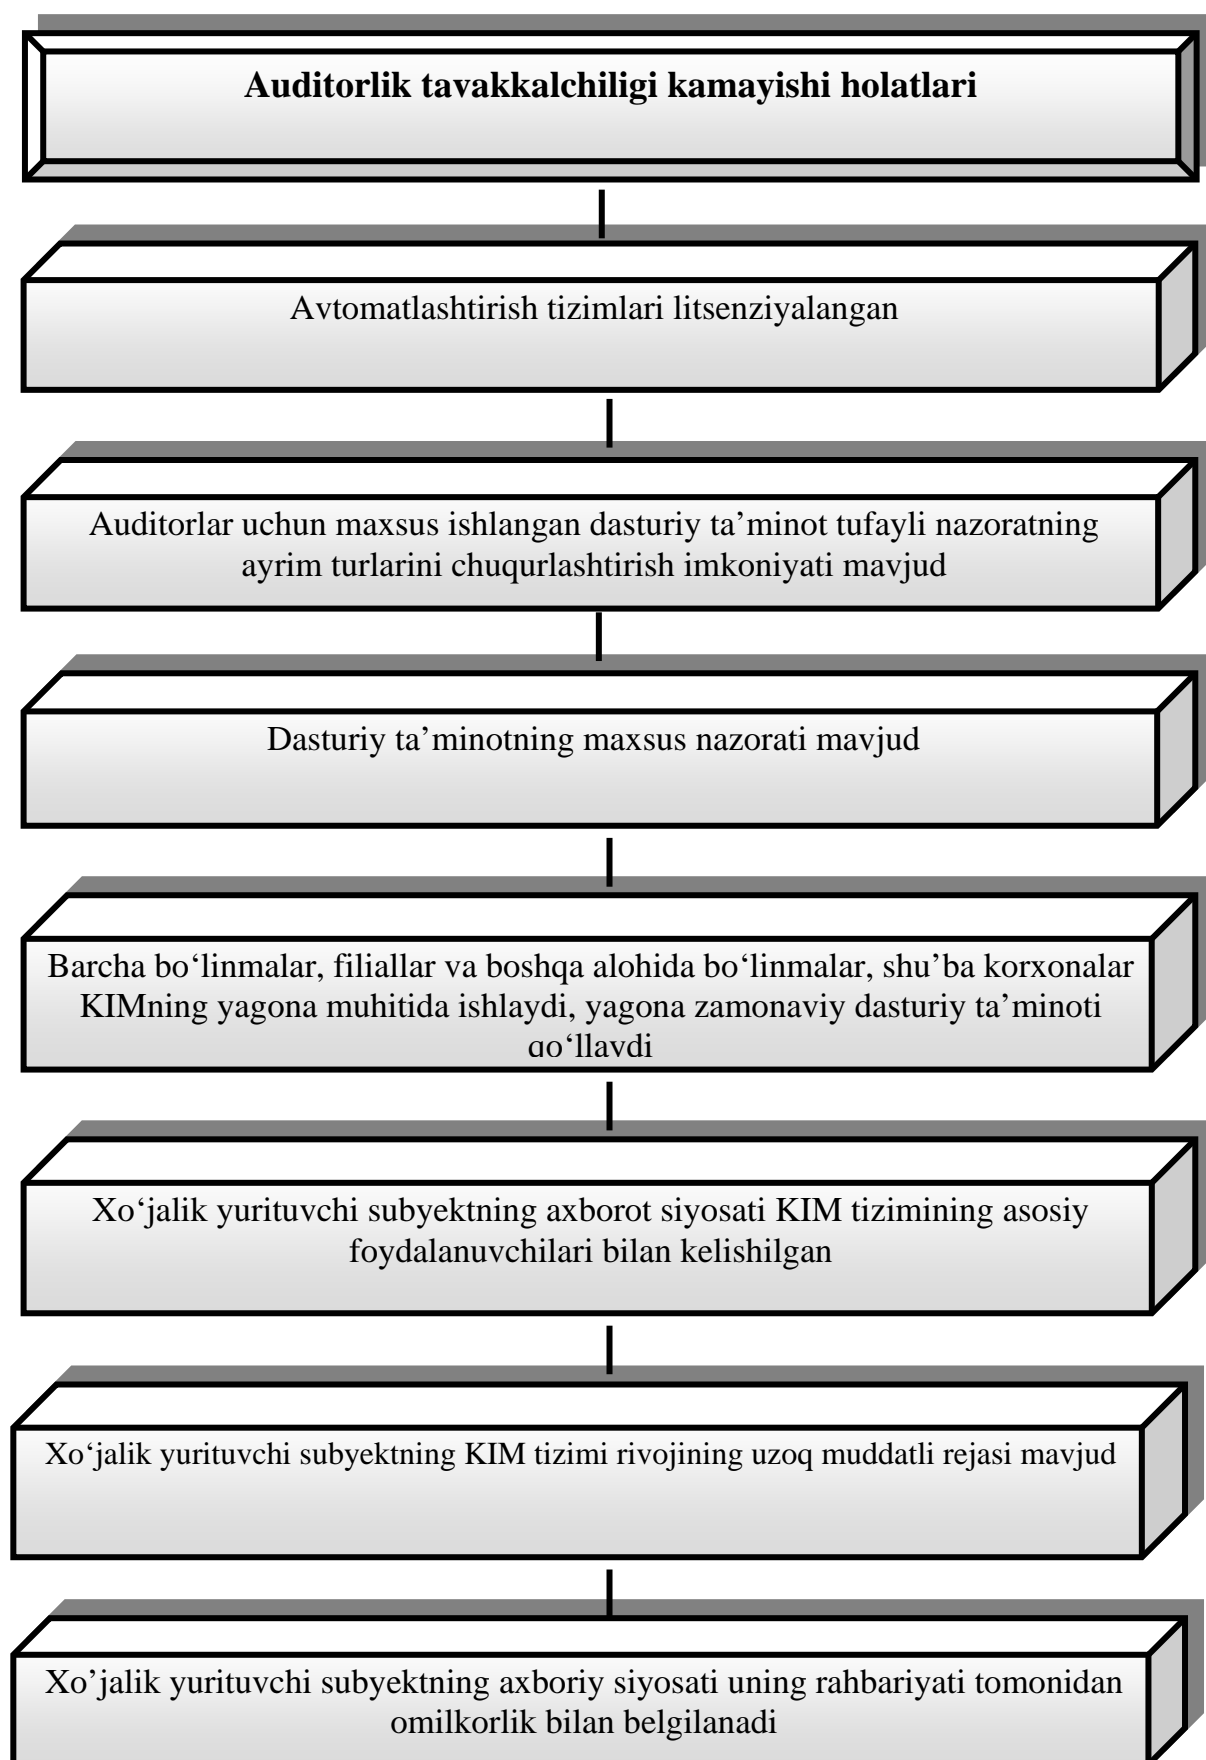 Auditorlik tavakkalchiligi kamayishi holatlari
Avtomatlashtirish tizimlari litsenziyalangan
Auditorlar uchun maxsus ishlangan dasturiy ta’minot tufayli nazoratning
ayrim turlarini chuqurlashtirish imkoniyati mavjud
Dasturiy ta’minotning maxsus nazorati mavjud
Barcha bo‘linmalar, filiallar va boshqa alohida bo‘linmalar, shu’ba korxonalar
KIMning yagona muhitida ishlaydi, yagona zamonaviy dasturiy ta’minoti
qo‘llaydi
Xo‘jalik yurituvchi subyektning axborot siyosati KIM tizimining asosiy
foydalanuvchilari bilan kelishilgan
Xo‘jalik yurituvchi subyektning KIM tizimi rivojining uzoq muddatli rejasi mavjud
Xo’jalik yurituvchi subyektning axboriy siyosati uning rahbariyati tomonidan
omilkorlik bilan belgilanadi